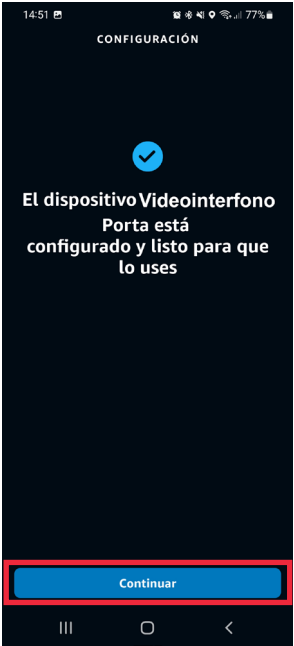 14:51 77%
CONFIGURACIÓN
El dispositivo Videointerfono
Porta está
configurado y listo para que
lo uses
Continuar